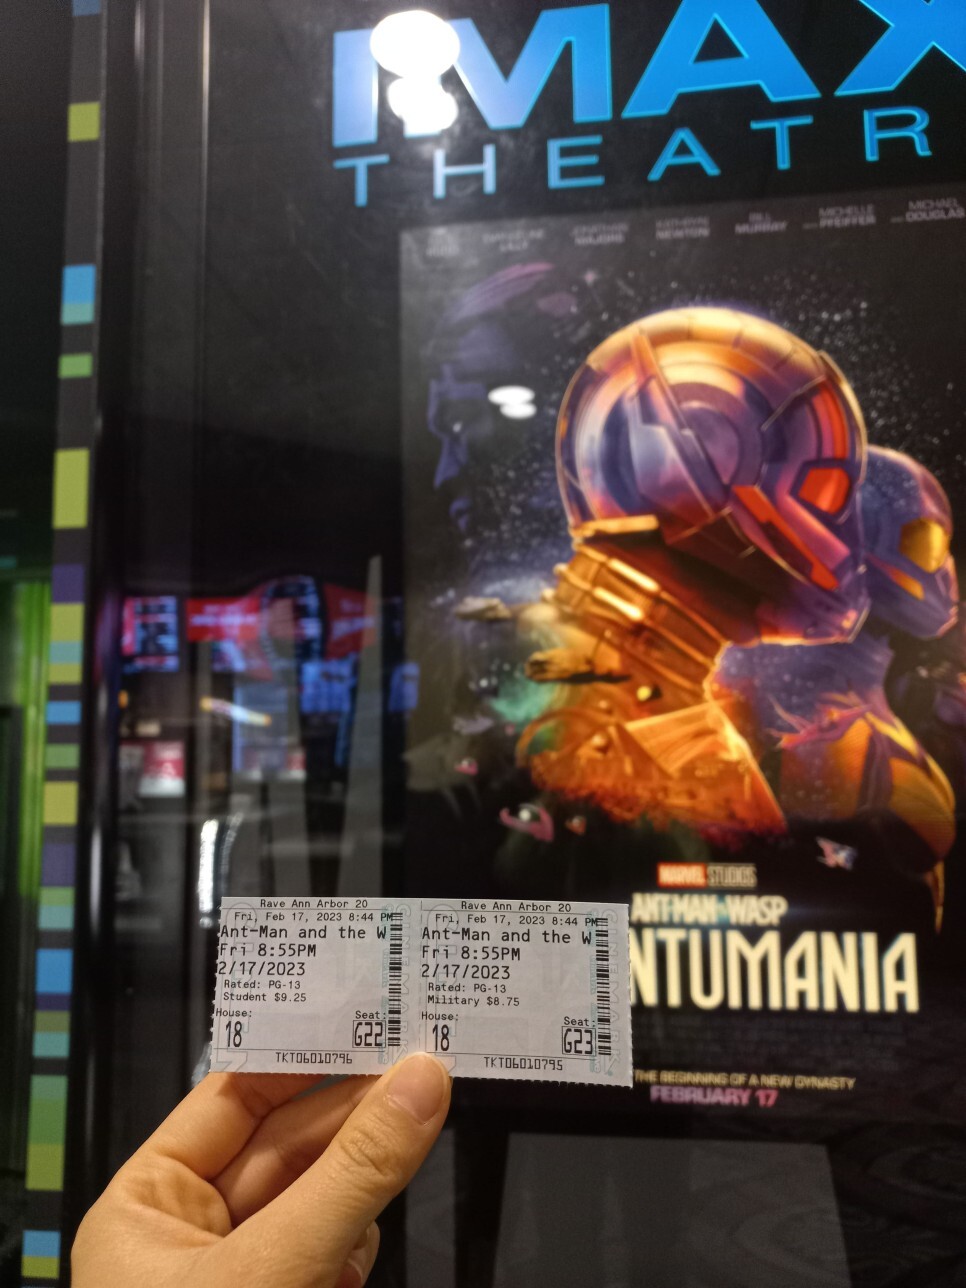 IMAX
THEATR
LILLY
JONATHAN MAJORS
KATHRYN NEWTON
BILL MURRAY
MICHELLE PFEIFFER
MICHAEL DOUGLAS
MARVEL STUDIOS
ANT-MAN AND THE WASP
NTUMANIA
THE BEGINNING OF A NEW DYNASTY
FEBRUARY 17
Rave Ann Arbor 20
Fri, Feb 17, 2023 8:44 PM
Ant-Man and the W
Fri 8:55PM
2/17/2023
Rated: PG-13
Student $9.25
House:
18
Seat:
G22
TKT06010796
Rave Ann Arbor 20
Fri, Feb 17, 2023 8:44 PM
Ant-Man and the W
Fri 8:55PM
2/17/2023
Rated: PG-13
Military $8.75
House:
18
Seat:
G23
TKT06010795